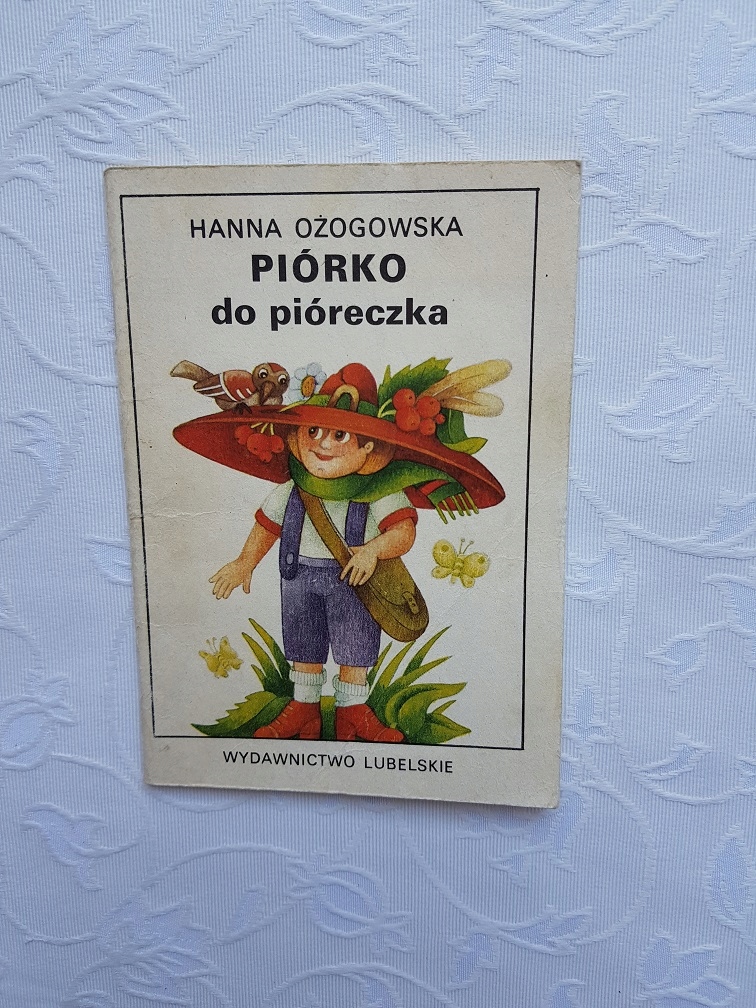 HANNA OŻOGOWSKA
PIÓRKO
do pióreczka
WYDAWNICTWO LUBELSKIE